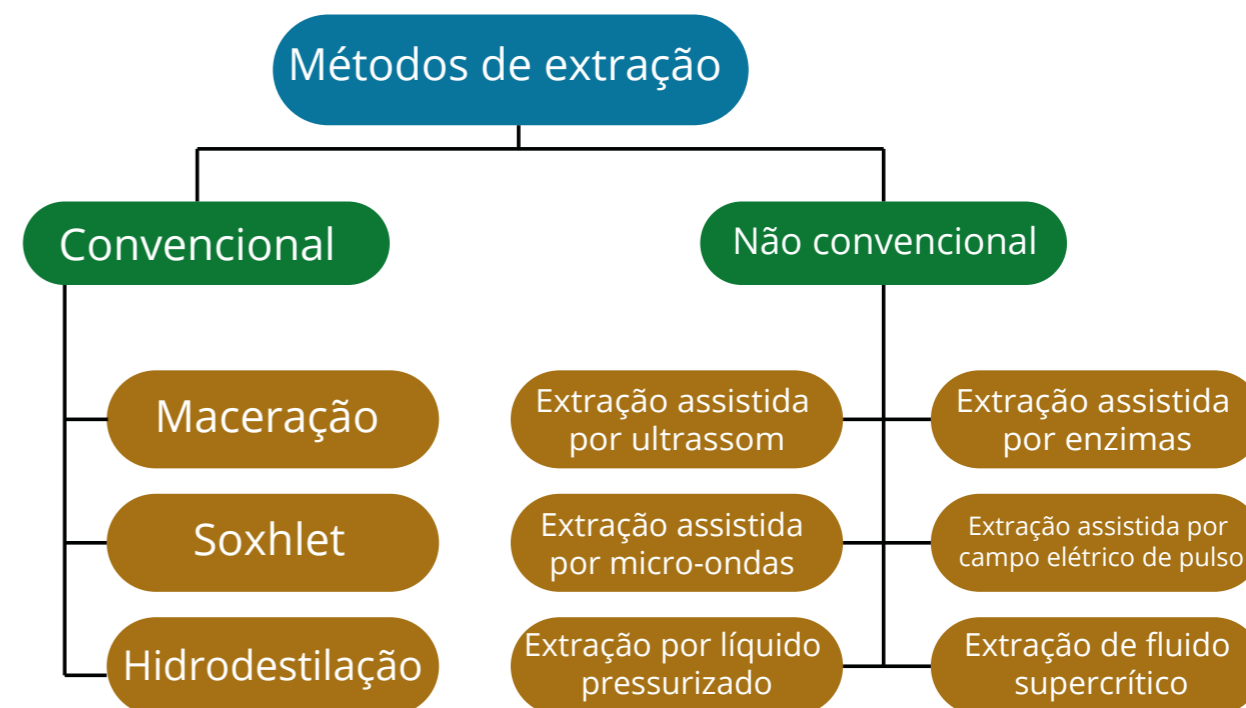 Métodos de extração
Convencional
Não convencional
Maceração
Soxhlet
Hidrodestilação
Extração assistida
por ultrassom
Extração assistida
por micro-ondas
Extração por líquido
pressurizado
Extração assistida
por enzimas
Extração assistida por
campo elétrico de pulso
Extração de fluido
supercrítico